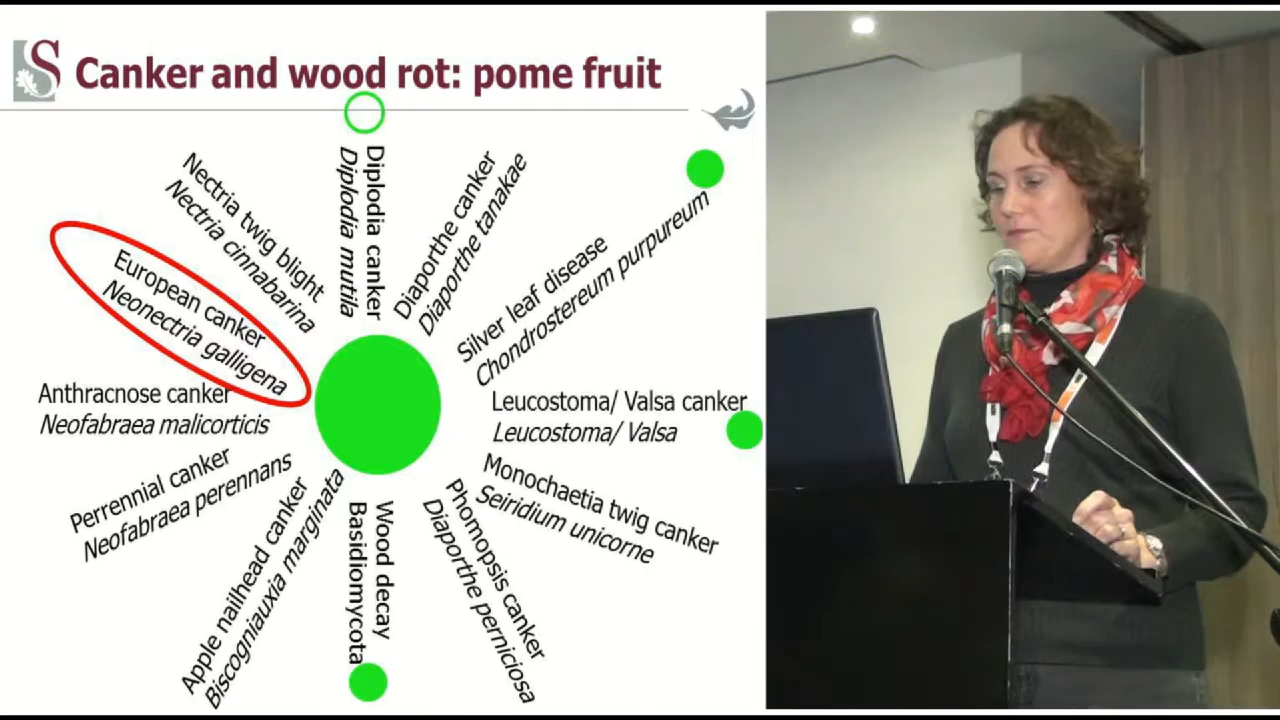 S
Canker and wood rot: pome fruit
Diplodia canker
Diplodia mutila
Diaporthe canker
Diaporthe tanakae
Silver leaf disease
Chondrostereum purpureum
Leucostoma/ Valsa canker
Leucostoma/ Valsa
Monochaetia twig canker
Seiridium unicorne
Phomopsis canker
Diaporthe perniciosa
Wood decay
Basidiomycota
Apple nailhead canker
Biscogniauxia marginata
Perrennial canker
Neofabraea perennans
Anthracnose canker
Neofabraea malicorticis
European canker
Neonectria galligena
Nectria twig blight
Nectria cinnabarina